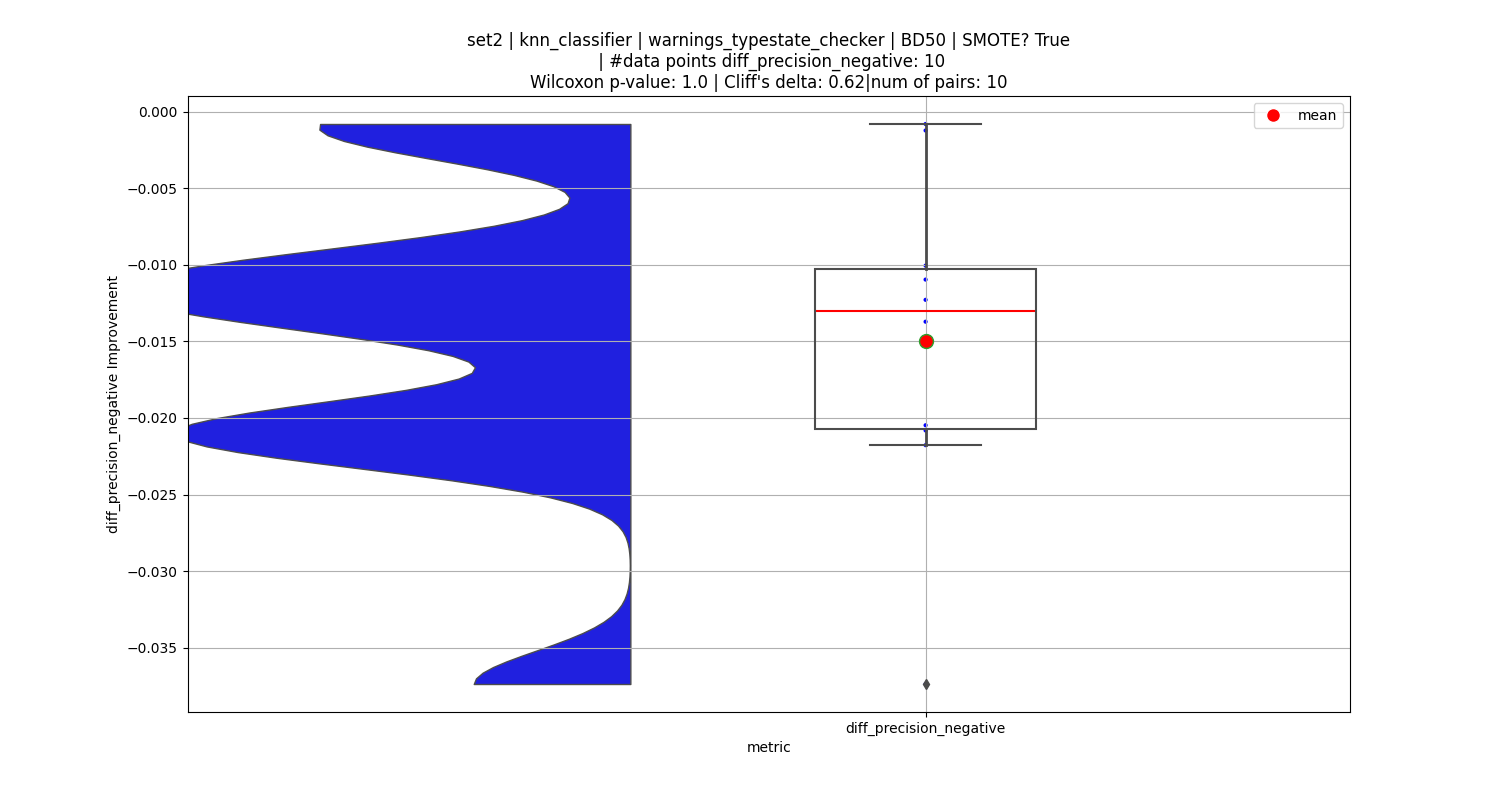 set2 | knn_classifier | warnings_typestate_checker | BD50 | SMOTE? True
| #data points diff_precision_negative: 10
Wilcoxon p-value: 1.0 | Cliff's delta: 0.62|num of pairs: 10
mean
0.000
−0.005
−0.010
−0.015
−0.020
−0.025
−0.030
−0.035
diff_precision_negative Improvement
diff_precision_negative
metric